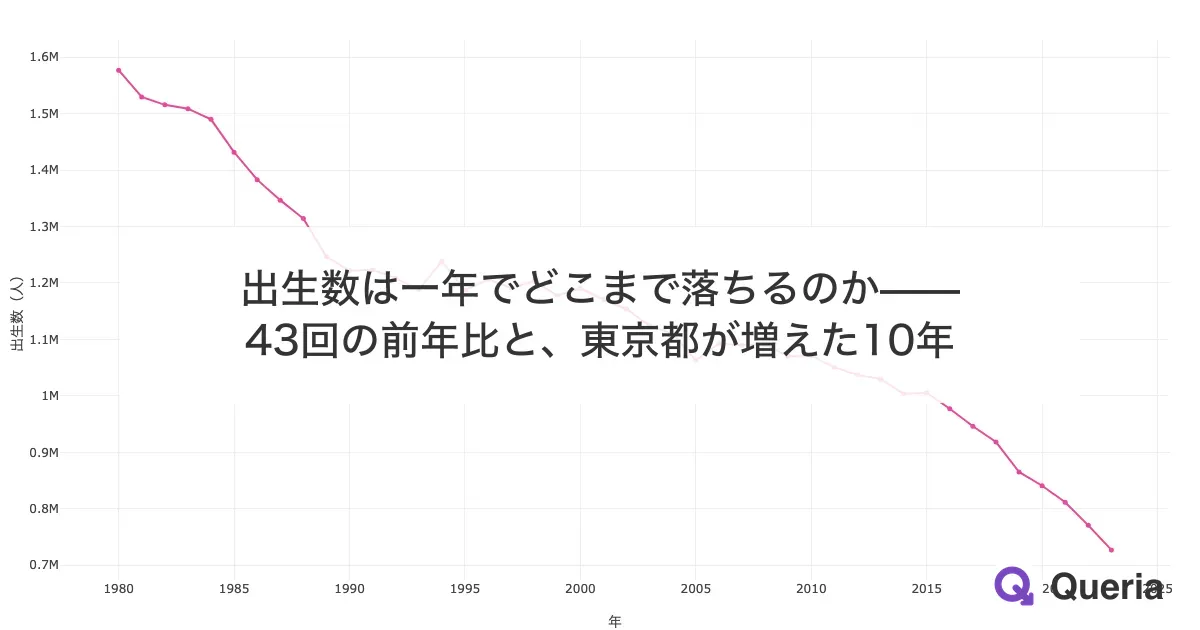 1.6M
1.5M
1.4M
1.3M
1.2M
1.1M
1M
0.9M
0.8M
0.7M
出生数（人）
出生数は一年でどこまで落ちるのか――
43回の前年比と、東京都が増えた10年
1980
1985
1990
1995
2000
2005
2010
2015
年
Queria